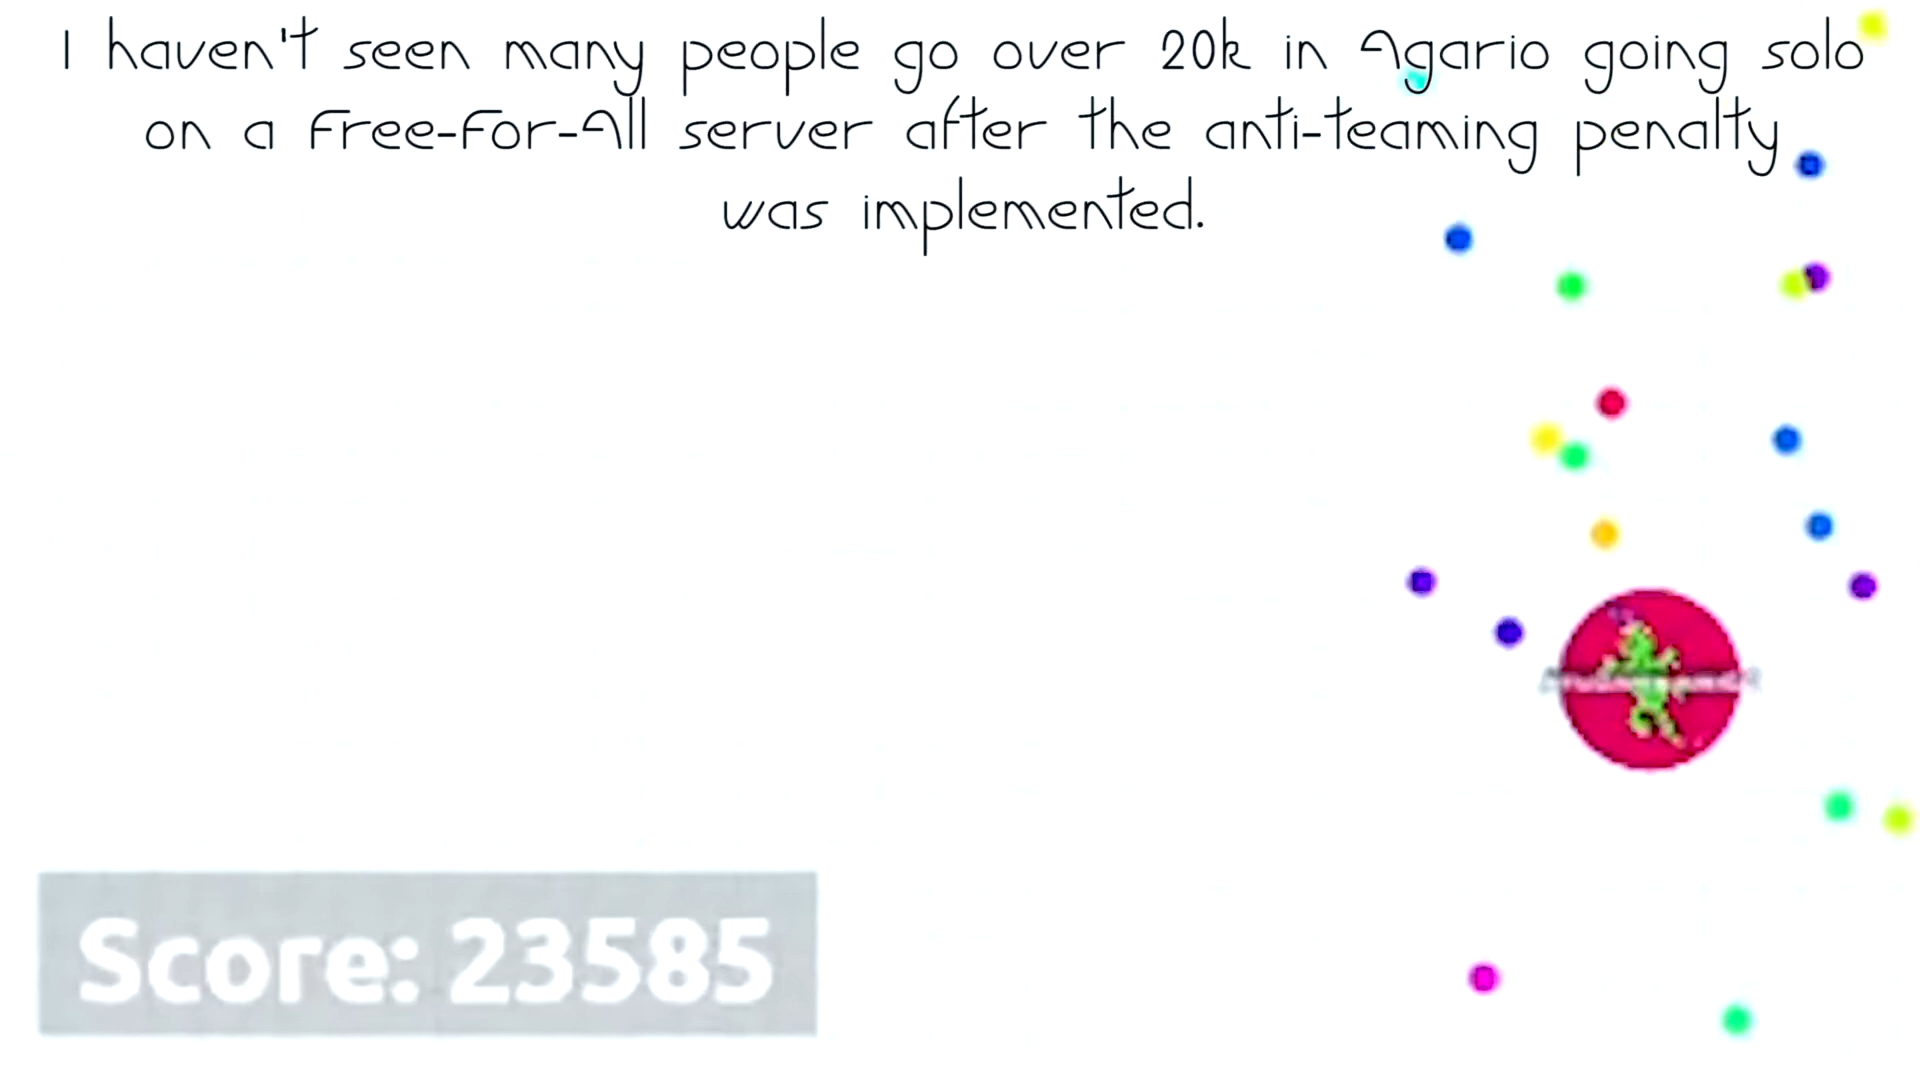 I haven't seen many people go over 20k in Agario going solo
on a Free-For-All server after the anti-teaming penalty
was implemented.
Score: 23585